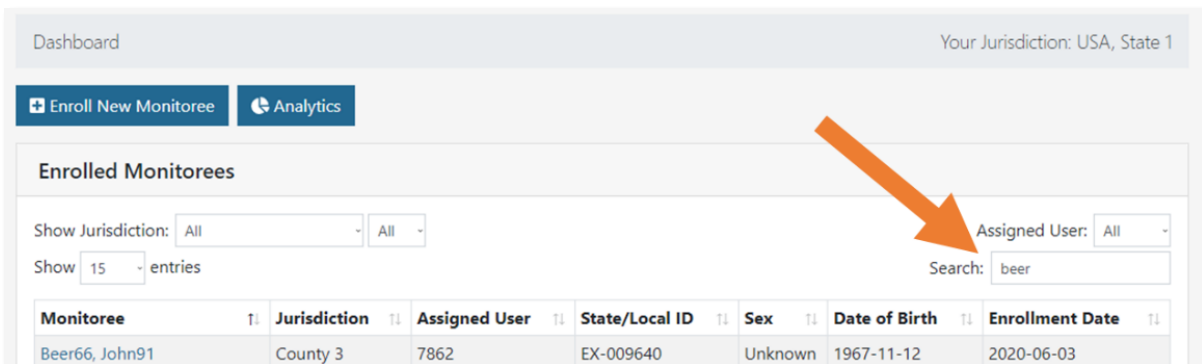 Dashboard Your Jurisdiction: USA, State 1
Enroll New Monitoree Analytics
Enrolled Monitorees
Show Jurisdiction: All All Assigned User: All
Show 15 entries Search: beer
Monitoree Jurisdiction Assigned User State/Local ID Sex Date of Birth Enrollment Date
Beer66, John91 County 3 7862 EX-009640 Unknown 1967-11-12 2020-06-03